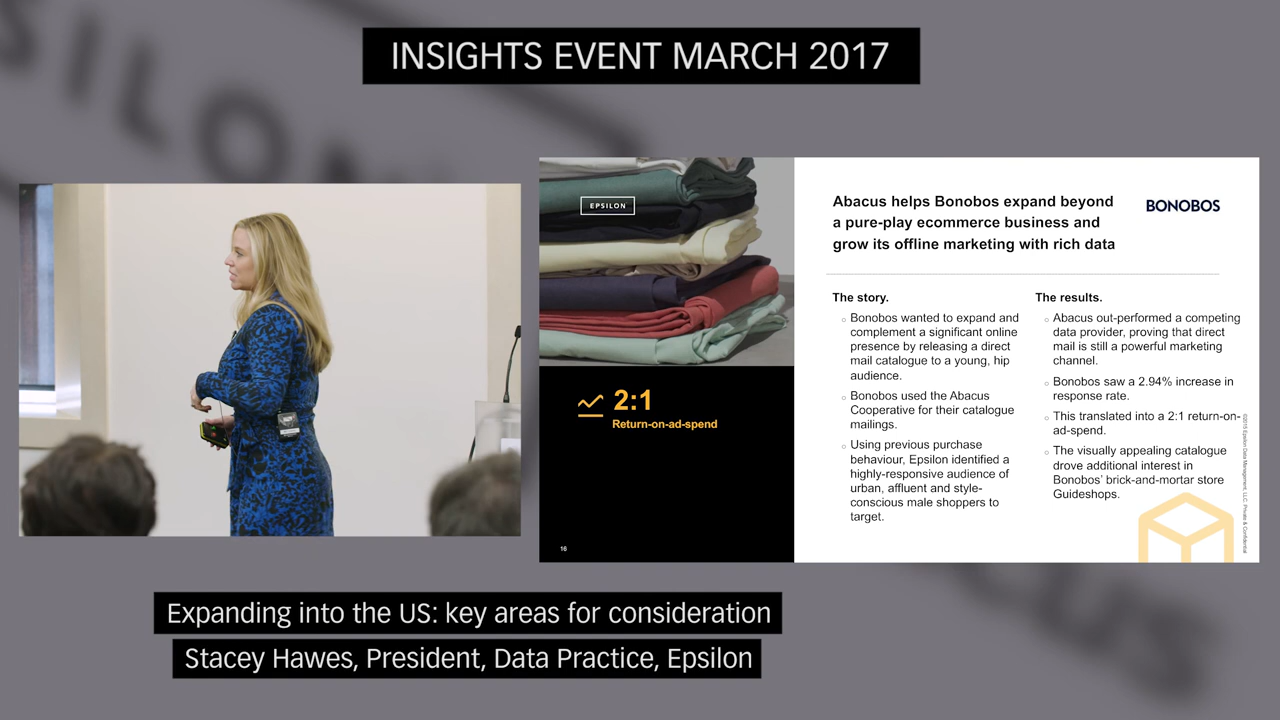 INSIGHTS EVENT MARCH 2017
EPSILON
Abacus helps Bonobos expand beyond
a pure-play ecommerce business and
grow its offline marketing with rich data
BONOBOS
The story.
Bonobos wanted to expand and
complement a significant online
presence by releasing a direct
mail catalogue to a young, hip
audience.
Bonobos used the Abacus
Cooperative for their catalogue
mailings.
Using previous purchase
behaviour, Epsilon identified a
highly-responsive audience of
urban, affluent and style-
conscious male shoppers to
target.
The results.
Abacus out-performed a competing
data provider, proving that direct
mail is still a powerful marketing
channel.
Bonobos saw a 2.94% increase in
response rate.
This translated into a 2:1 return-on-
ad-spend.
The visually appealing catalogue
drove additional interest in
Bonobos' brick-and-mortar store
Guideshops.
2:1
Return-on-ad-spend
16
©2015 Epsilon Data Management, LLC. Private & Confidential
Expanding into the US: key areas for consideration
Stacey Hawes, President, Data Practice, Epsilon